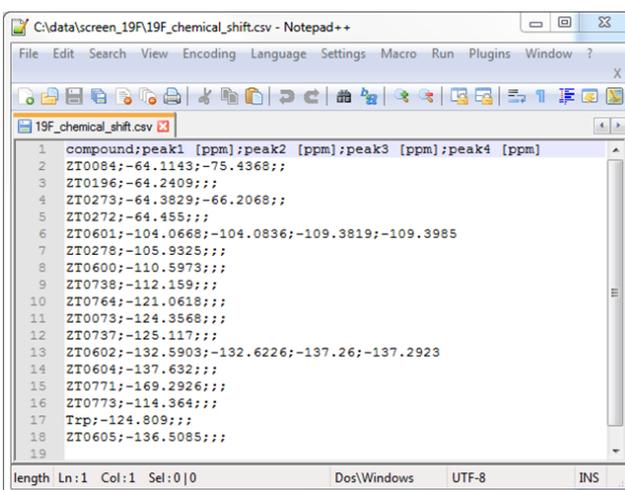 C:\data\screen_19F\19F_chemical_shift.csv - Notepad++
File Edit Search View Encoding Language Settings Macro Run Plugins Window ?
X
19F_chemical_shift.csv
1 compound;peak1 [ppm];peak2 [ppm];peak3 [ppm];peak4 [ppm]
2 ZT0084;-64.1143;-75.4368;;
3 ZT0196;-64.2409;;;
4 ZT0273;-64.3829;-66.2068;;
5 ZT0272;-64.455;;;
6 ZT0601;-104.0668;-104.0836;-109.3819;-109.3985
7 ZT0278;-105.9325;;;
8 ZT0600;-110.5973;;;
9 ZT0738;-112.159;;;
10 ZT0764;-121.0618;;;
11 ZT0073;-124.3568;;;
12 ZT0737;-125.117;;;
13 ZT0602;-132.5903;-132.6226;-137.26;-137.2923
14 ZT0604;-137.632;;;
15 ZT0771;-169.2926;;;
16 ZT0773;-114.364;;;
17 Trp;-124.809;;;
18 ZT0605;-136.5085;;;
19
length Ln:1 Col:1 Sel:0|0 Dos\Windows UTF-8 INS